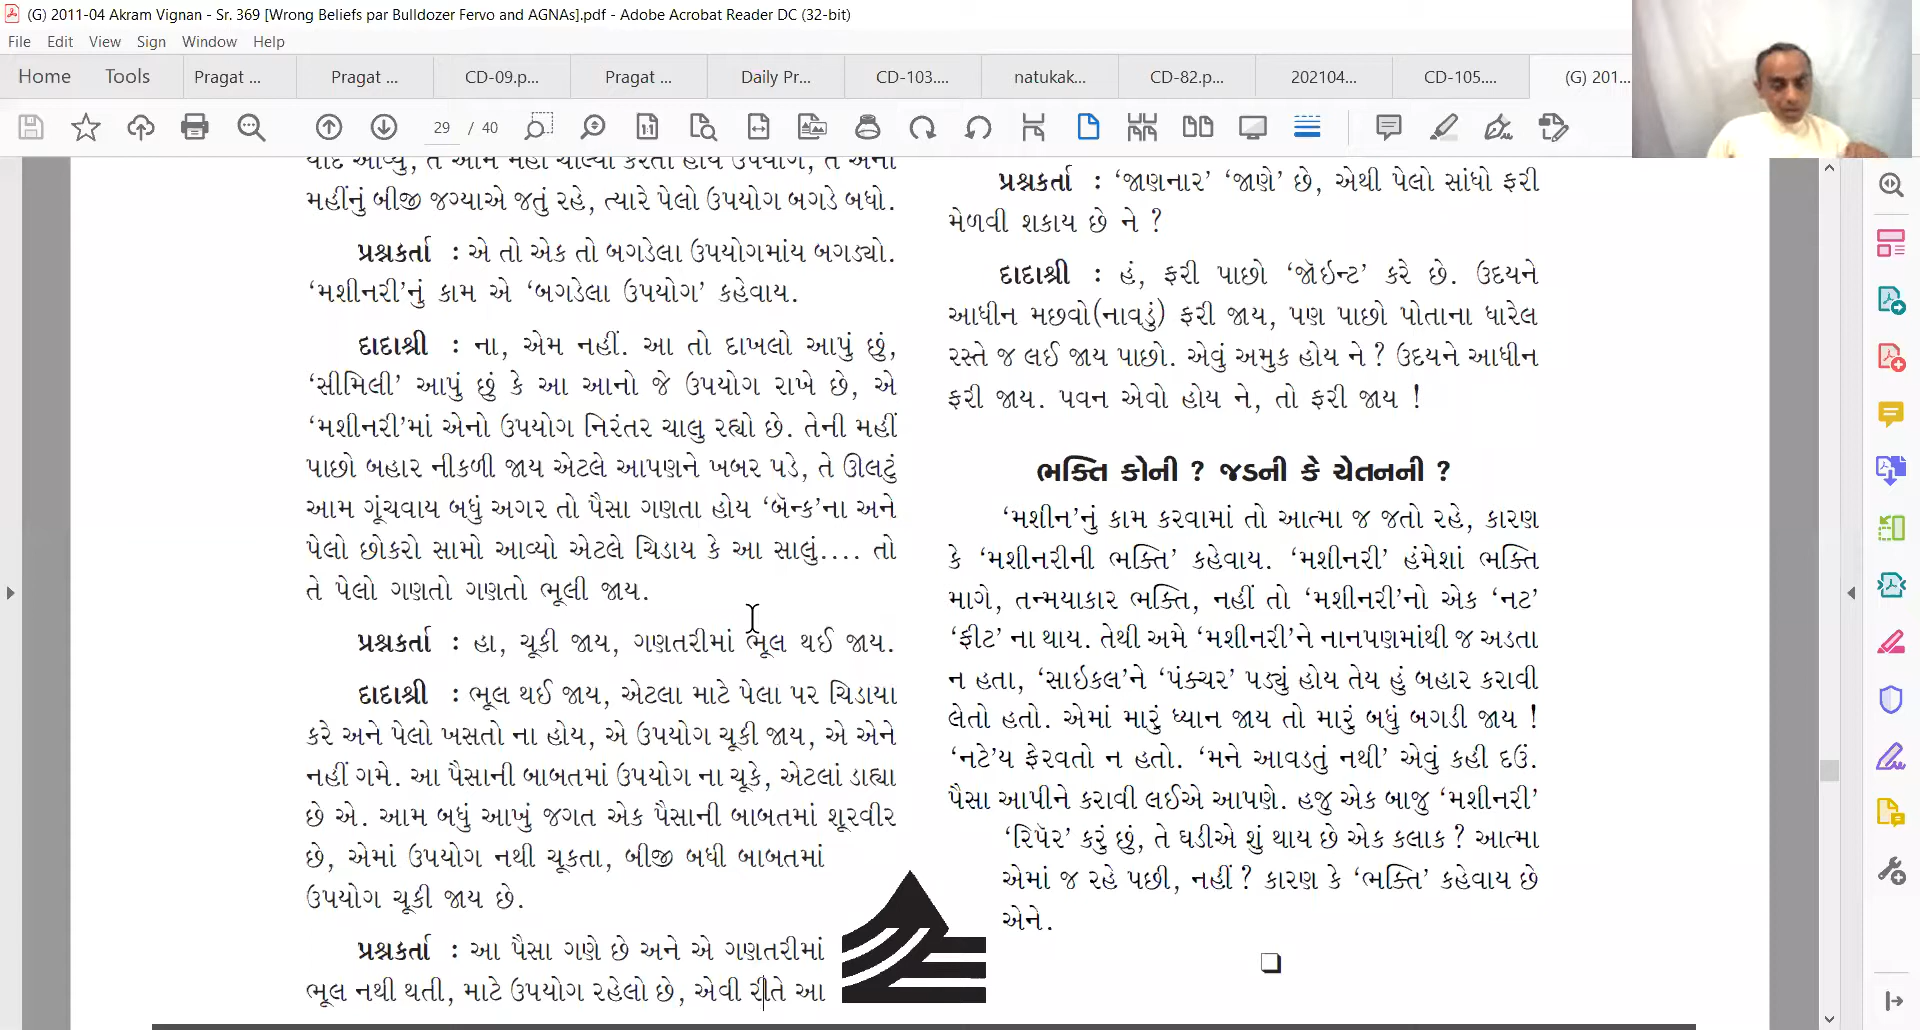 (G) 2011-04 Akram Vignan - Sr. 369 [Wrong Beliefs par Bulldozer Fervo and AGNAs].pdf - Adobe Acrobat Reader DC (32-bit)
File Edit View Sign Window Help
Home Tools Pragat ... Pragat ... CD-09.p... Pragat ... Daily Pr... CD-103.... natukak... CD-82.p... 202104... CD-105.... (G) 201...
29 / 40
યાદ આવ્યું, તે આમ મહીં ચાલ્યા કરતા હોય ઉપયોગ, તે એનો
મહીંનું બીજી જગ્યાએ જતું રહે, ત્યારે પેલો ઉપયોગ બગડે બધો.
પ્રશ્નકર્તા : એ તો એક તો બગડેલા ઉપયોગમાંય બગડ્યો.
‘મશીનરી’નું કામ એ ‘બગડેલા ઉપયોગ’ કહેવાય.
દાદાશ્રી : ના, એમ નહીં. આ તો દાખલો આપું છું,
‘સીમિલી’ આપું છું કે આ આનો જે ઉપયોગ રાખે છે, એ
‘મશીનરી’માં એનો ઉપયોગ નિરંતર ચાલુ રહ્યો છે. તેની મહીં
પાછો બહાર નીકળી જાય એટલે આપણને ખબર પડે, તે ઊલટું
આમ ગૂંચવાય બધું અગર તો પૈસા ગણતા હોય ‘બૅન્ક’ના અને
પેલો છોકરો સામો આવ્યો એટલે ચિડાય કે આ સાલું.... તો
તે પેલો ગણતો ગણતો ભૂલી જાય.
પ્રશ્નકર્તા : હા, ચૂકી જાય, ગણતરીમાં ભૂલ થઈ જાય.
દાદાશ્રી : ભૂલ થઈ જાય, એટલા માટે પેલા પર ચિડાયા
કરે અને પેલો ખસતો ના હોય, એ ઉપયોગ ચૂકી જાય, એ એને
નહીં ગમે. આ પૈસાની બાબતમાં ઉપયોગ ના ચૂકે, એટલાં ડાહ્યા
છે એ. આમ બધું આખું જગત એક પૈસાની બાબતમાં શૂરવીર
છે, એમાં ઉપયોગ નથી ચૂકતા, બીજી બધી બાબતમાં
ઉપયોગ ચૂકી જાય છે.
પ્રશ્નકર્તા : આ પૈસા ગણે છે અને એ ગણતરીમાં
ભૂલ નથી થતી, માટે ઉપયોગ રહેલો છે, એવી રીતે આ
પ્રશ્નકર્તા : ‘જાણનાર’ ‘જાણે’ છે, એથી પેલો સાંધો ફરી
મેળવી શકાય છે ને ?
દાદાશ્રી : હં, ફરી પાછો ‘જૉઇન્ટ’ કરે છે. ઉદયને
આધીન મછવો(નાવડું) ફરી જાય, પણ પાછો પોતાના ધારેલ
રસ્તે જ લઈ જાય પાછો. એવું અમુક હોય ને ? ઉદયને આધીન
ફરી જાય. પવન એવો હોય ને, તો ફરી જાય !
ભક્તિ કોની ? જડની કે ચેતનની ?
‘મશીન’નું કામ કરવામાં તો આત્મા જ જતો રહે, કારણ
કે ‘મશીનરીની ભક્તિ’ કહેવાય. ‘મશીનરી’ હંમેશાં ભક્તિ
માગે, તન્મયાકાર ભક્તિ, નહીં તો ‘મશીનરી’નો એક ‘નટ’
‘ફીટ’ ના થાય. તેથી અમે ‘મશીનરી’ને નાનપણમાંથી જ અડતા
ન હતા, ‘સાઇકલ’ને ‘પંક્ચર’ પડ્યું હોય તેય હું બહાર કરાવી
લેતો હતો. એમાં મારું ધ્યાન જાય તો મારું બધું બગડી જાય !
‘નટે’ય ફેરવતો ન હતો. ‘મને આવડતું નથી’ એવું કહી દઉં.
પૈસા આપીને કરાવી લઈએ આપણે. હજુ એક બાજુ ‘મશીનરી’
‘રિપૅર’ કરું છું, તે ઘડીએ શું થાય છે એક કલાક ? આત્મા
એમાં જ રહે પછી, નહીં ? કારણ કે ‘ભક્તિ’ કહેવાય છે
એને.